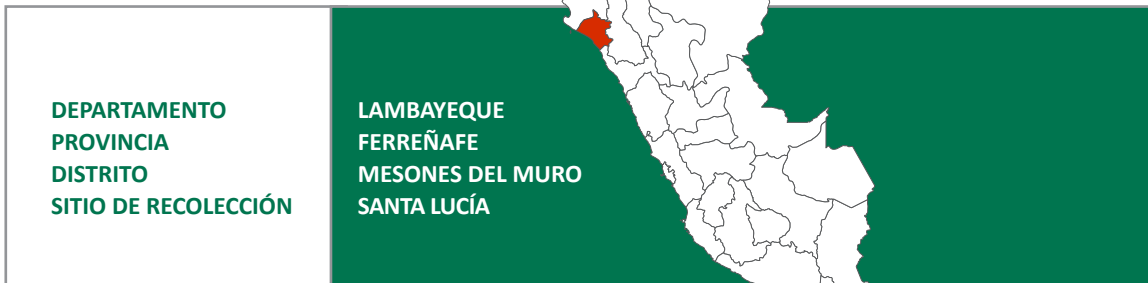 DEPARTAMENTO LAMBAYEQUE
PROVINCIA FERREÑAFE
DISTRITO MESONES DEL MURO
SITIO DE RECOLECCIÓN SANTA LUCÍA